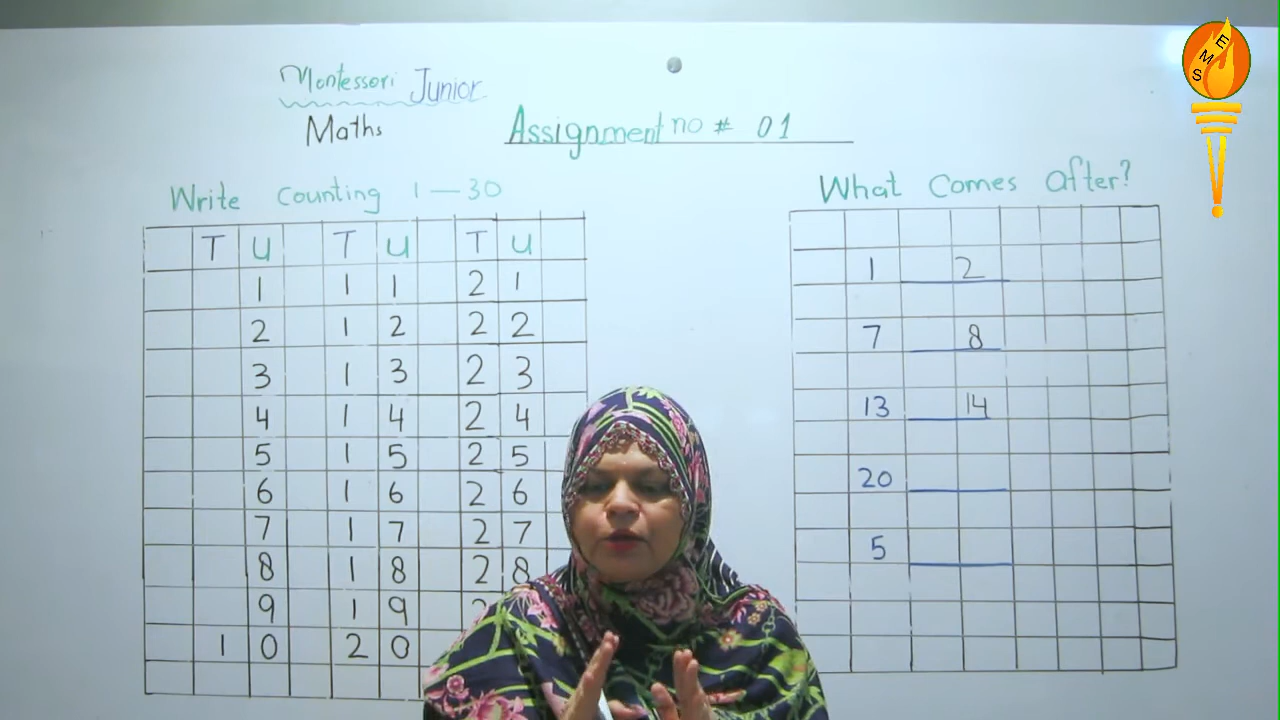 Montessori Junior
Maths
Assignment no # 01
Write Counting 1 — 30
T U T U T U
1 1 1 2 1
2 1 2 2 2
3 1 3 2 3
4 1 4 2 4
5 1 5 2 5
6 1 6 2 6
7 1 7 2 7
8 1 8 2 8
9 1 9
1 0 2 0
What Comes After?
1 2
7 8
13 14
20
5
EMS